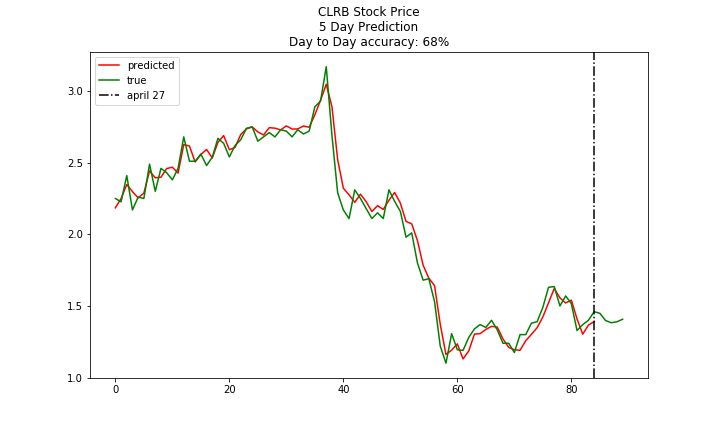 CLRB Stock Price
5 Day Prediction
Day to Day accuracy: 68%
predicted
true
april 27
3.0
2.5
2.0
1.5
1.0
0 20 40 60 80